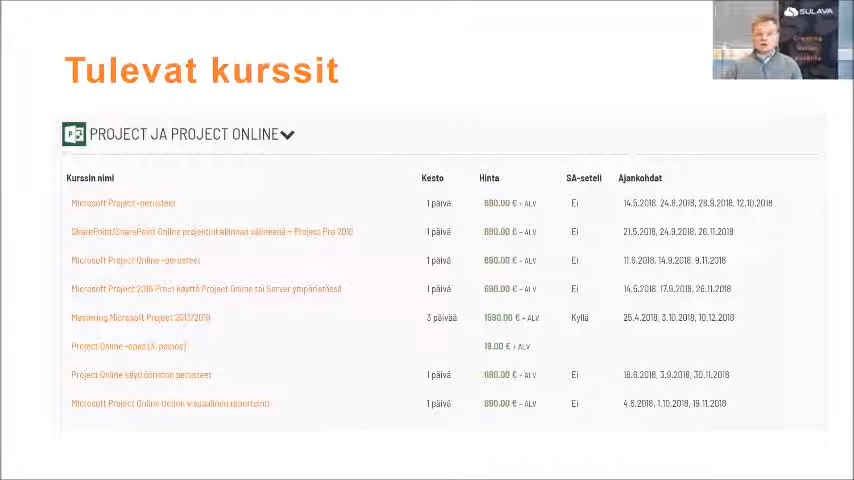 SULAVA
Tulevat kurssit
PROJECT JA PROJECT ONLINE
Kurssin nimi Kesto Hinta SA-seteli Ajankohdat
Microsoft Project -perusteet 1 päivä 690.00 € + ALV Ei 14.5.2018, 24.8.2018, 28.9.2018, 12.10.2018
SharePoint/SharePoint Online projektinhallinnan välineenä + Project Pro 2016 1 päivä 690.00 € + ALV Ei 21.5.2018, 24.9.2018, 26.11.2018
Microsoft Project Online -perusteet 1 päivä 690.00 € + ALV Ei 11.6.2018, 14.9.2018, 9.11.2018
Microsoft Project 2016 Pro:n käyttö Project Online tai Server ympäristössä 1 päivä 690.00 € + ALV Ei 14.5.2018, 17.9.2018, 26.11.2018
Mastering Microsoft Project 2013/2016 3 päivää 1590.00 € + ALV Kyllä 25.4.2018, 3.10.2018, 10.12.2018
Project Online -opas (3. painos) 19.00 € + ALV
Project Online käyttöönoton perusteet 1 päivä 690.00 € + ALV Ei 18.6.2018, 3.9.2018, 30.11.2018
Microsoft Project Online tiedon visuaalinen raportointi 1 päivä 890.00 € + ALV Ei 4.6.2018, 1.10.2018, 19.11.2018